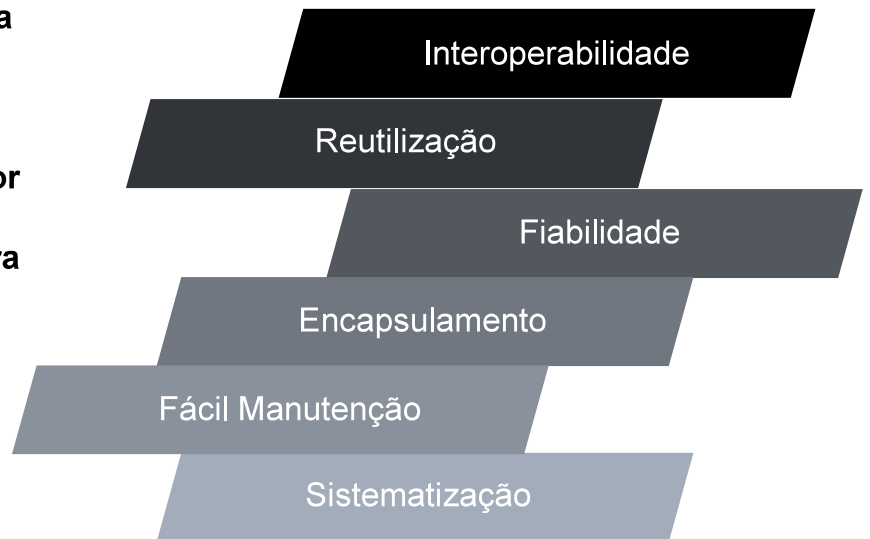 Interoperabilidade
Reutilização
Fiabilidade
Encapsulamento
Fácil Manutenção
Sistematização